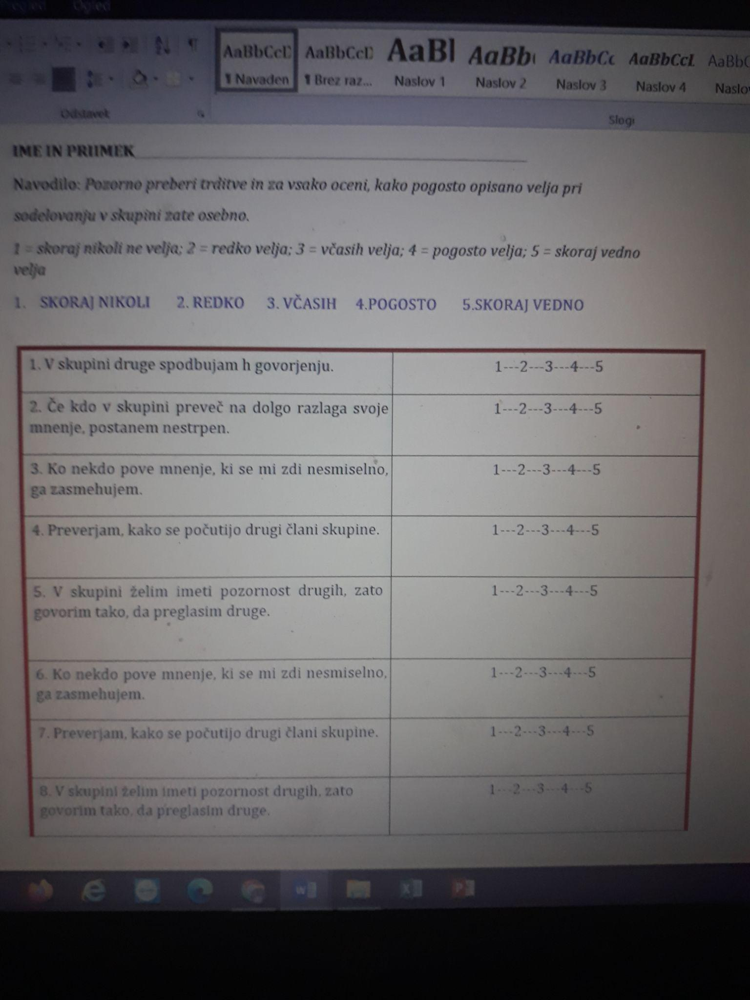 Pregled Ogled
AaBbCcD AaBbCcD AaBl AaBb( AaBbCc AaBbCcL AaBbC
¶ Navaden ¶ Brez raz... Naslov 1 Naslov 2 Naslov 3 Naslov 4 Naslo
Odstavek Slogi
IME IN PRIIMEK
Navodilo: Pozorno preberi trditve in za vsako oceni, kako pogosto opisano velja pri
sodelovanju v skupini zate osebno.
1 = skoraj nikoli ne velja; 2 = redko velja; 3 = včasih velja; 4 = pogosto velja; 5 = skoraj vedno
velja
1. SKORAJ NIKOLI 2. REDKO 3. VČASIH 4.POGOSTO 5.SKORAJ VEDNO
1. V skupini druge spodbujam h govorjenju. 1---2---3---4---5
2. Če kdo v skupini preveč na dolgo razlaga svoje 1---2---3---4---5
mnenje, postanem nestrpen.
3. Ko nekdo pove mnenje, ki se mi zdi nesmiselno, 1---2---3---4---5
ga zasmehujem.
4. Preverjam, kako se počutijo drugi člani skupine. 1---2---3---4---5
5. V skupini želim imeti pozornost drugih, zato 1---2---3---4---5
govorim tako, da preglasim druge.
6. Ko nekdo pove mnenje, ki se mi zdi nesmiselno, 1---2---3---4---5
ga zasmehujem.
7. Preverjam, kako se počutijo drugi člani skupine. 1---2---3---4---5
8. V skupini želim imeti pozornost drugih, zato 1---2---3---4---5
govorim tako, da preglasim druge.